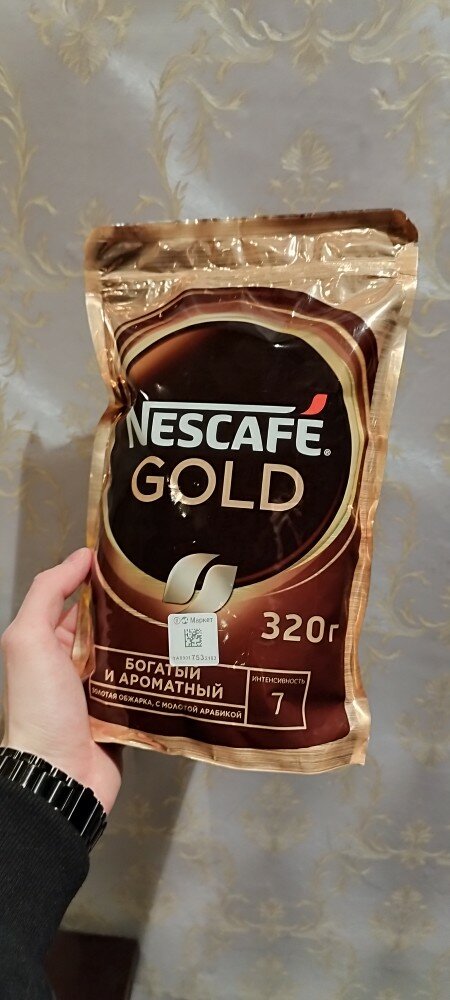 NESCAFÉ®
GOLD
320г
Маркет
БОГАТЫЙ
И АРОМАТНЫЙ
ЗОЛОТАЯ ОБЖАРКА, С МОЛОТОЙ АРАБИКОЙ
ИНТЕНСИВНОСТЬ
7